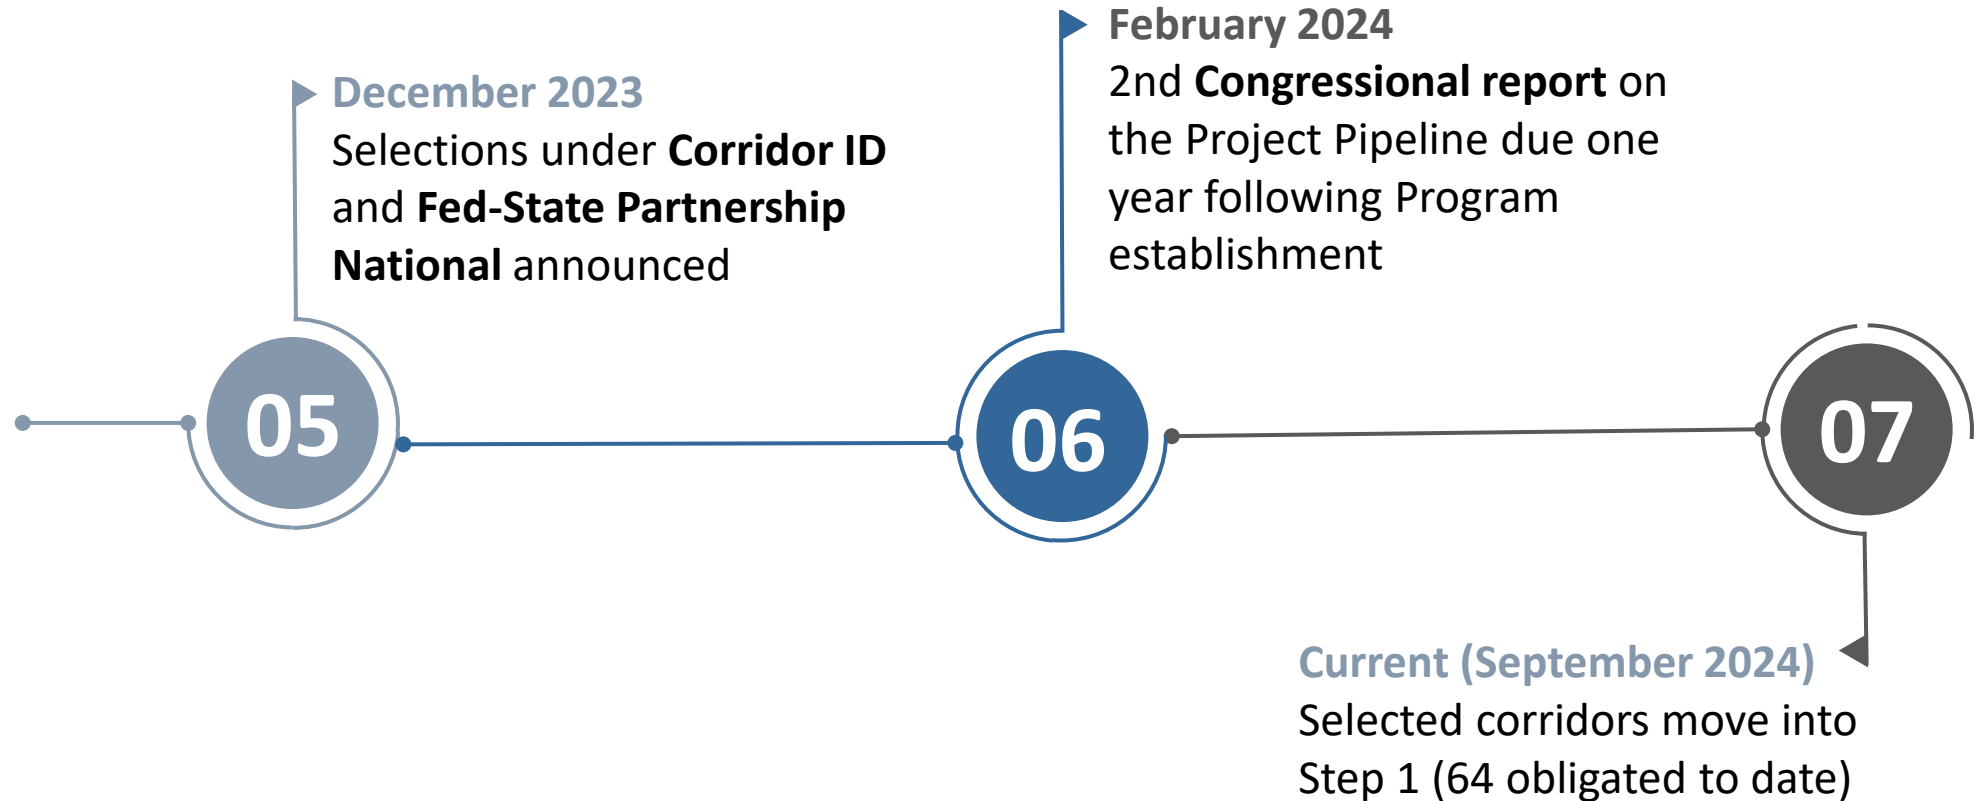 December 2023
Selections under Corridor ID
and Fed-State Partnership
National announced
February 2024
2nd Congressional report on
the Project Pipeline due one
year following Program
establishment
05
06
07
Current (September 2024)
Selected corridors move into
Step 1 (64 obligated to date)